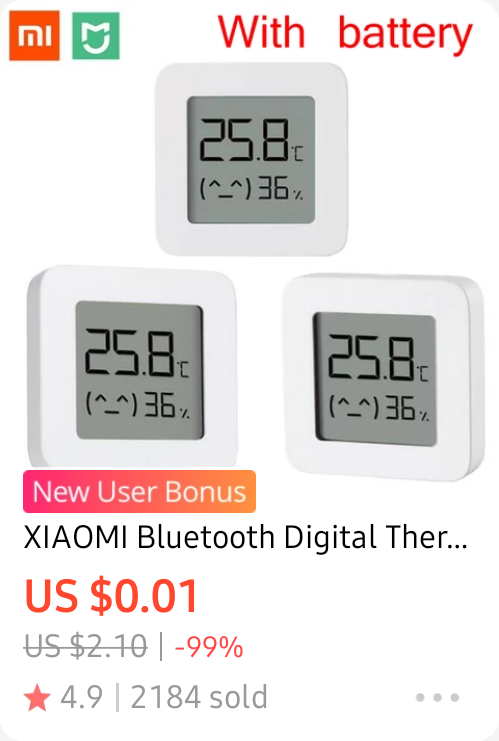 mi
With battery
25.8°C
(^_^) 36%
25.8°C
(^_^) 36%
25.8°C
(^_^) 36%
New User Bonus
XIAOMI Bluetooth Digital Ther...
US $0.01
US $2.10 | -99%
4.9 | 2184 sold